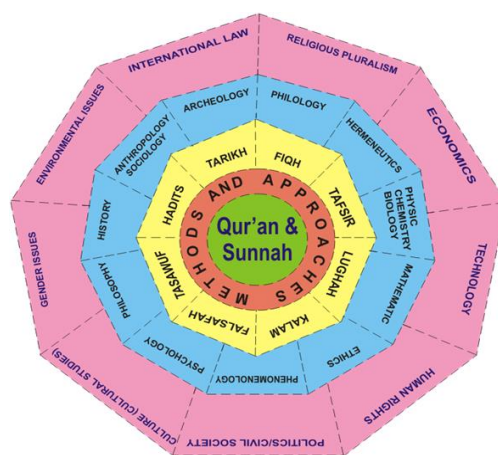 Qur'an &
Sunnah
METHODS AND APPROACHES
TARIKH
FIQH
TAFSIR
LUGHAH
KALAM
FALSAFAH
TASAWUF
HADITS
ARCHEOLOGY
PHILOLOGY
HERMENEUTICS
PHYSIC
CHEMISTRY
BIOLOGY
MATHEMATIC
ETHICS
PHENOMENOLOGY
PSYCHOLOGY
PHILOSOPHY
HISTORY
ANTHROPOLOGY
SOCIOLOGY
INTERNATIONAL LAW
RELIGIOUS PLURALISM
ECONOMICS
TECHNOLOGY
HUMAN RIGHTS
POLITICS/CIVIL SOCIETY
CULTURE (CULTURAL STUDIES)
GENDER ISSUES
ENVIRONMENTAL ISSUES